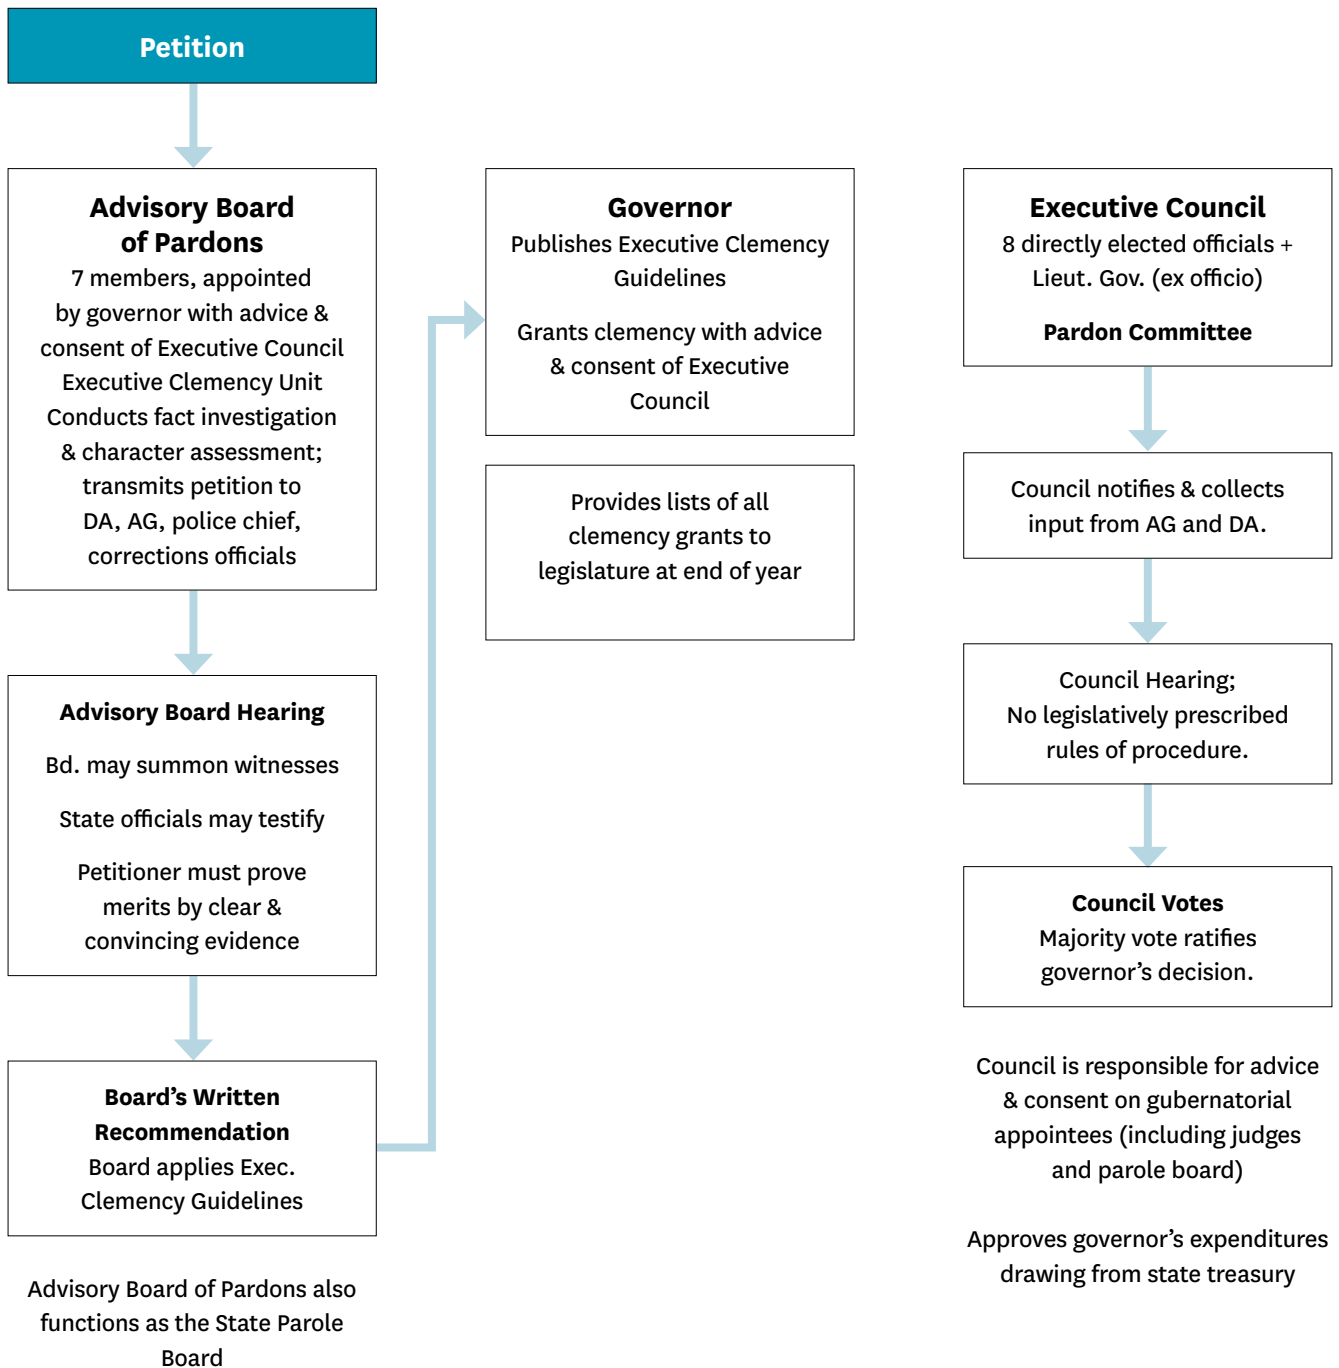 Petition
Advisory Board
of Pardons
7 members, appointed
by governor with advice &
consent of Executive Council
Executive Clemency Unit
Conducts fact investigation
& character assessment;
transmits petition to
DA, AG, police chief,
corrections officials
Advisory Board Hearing
Bd. may summon witnesses
State officials may testify
Petitioner must prove
merits by clear &
convincing evidence
Board’s Written
Recommendation
Board applies Exec.
Clemency Guidelines
Advisory Board of Pardons also
functions as the State Parole
Board
Governor
Publishes Executive Clemency
Guidelines
Grants clemency with advice
& consent of Executive
Council
Provides lists of all
clemency grants to
legislature at end of year
Executive Council
8 directly elected officials +
Lieut. Gov. (ex officio)
Pardon Committee
Council notifies & collects
input from AG and DA.
Council Hearing;
No legislatively prescribed
rules of procedure.
Council Votes
Majority vote ratifies
governor’s decision.
Council is responsible for advice
& consent on gubernatorial
appointees (including judges
and parole board)
Approves governor’s expenditures
drawing from state treasury